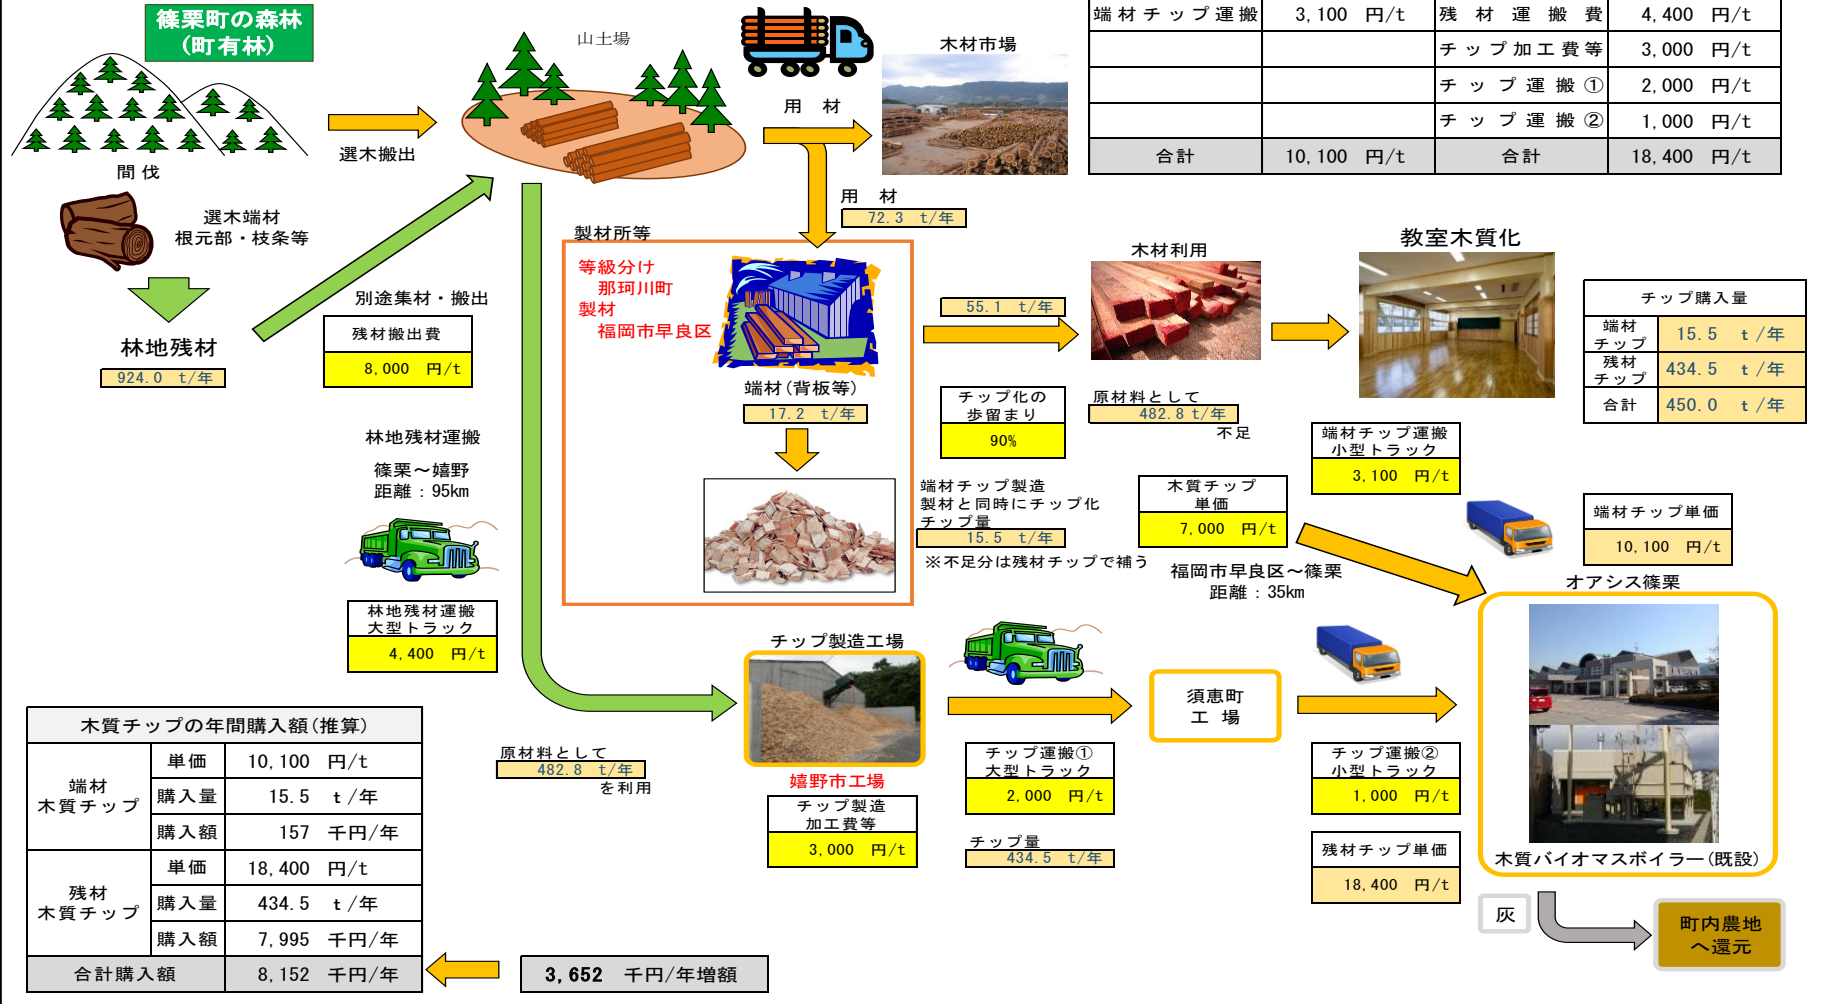 篠栗町の森林
(町有林)
間伐
選木搬出
山土場
用　材
木材市場
端材チップ運搬 3,100 円/t 残材運搬費 4,400 円/t
チップ加工費等 3,000 円/t
チップ運搬① 2,000 円/t
チップ運搬② 1,000 円/t
合計 10,100 円/t 合計 18,400 円/t
選木端材
根元部・枝条等
林地残材
924.0 t/年
別途集材・搬出
残材搬出費
8,000 円/t
用　材
72.3 t/年
製材所等
等級分け
那珂川町
製材
福岡市早良区
端材(背板等)
17.2 t/年
55.1 t/年
木材利用
教室木質化
チップ購入量
端材
チップ
15.5 t/年
残材
チップ
434.5 t/年
合計 450.0 t/年
チップ化の
歩留まり
90%
原材料として
482.8 t/年
不足
端材チップ製造
製材と同時にチップ化
チップ量
15.5 t/年
※不足分は残材チップで補う
木質チップ
単価
7,000 円/t
端材チップ運搬
小型トラック
3,100 円/t
端材チップ単価
10,100 円/t
福岡市早良区～篠栗
距離：35km
オアシス篠栗
木質バイオマスボイラー(既設)
林地残材運搬
篠栗～嬉野
距離：95km
林地残材運搬
大型トラック
4,400 円/t
原材料として
482.8 t/年
を利用
チップ製造工場
嬉野市工場
チップ製造
加工費等
3,000 円/t
チップ運搬①
大型トラック
2,000 円/t
チップ量
434.5 t/年
須恵町
工場
チップ運搬②
小型トラック
1,000 円/t
残材チップ単価
18,400 円/t
灰
町内農地
へ還元
木質チップの年間購入額(推算)
端材
木質チップ
単価 10,100 円/t
購入量 15.5 t/年
購入額 157 千円/年
残材
木質チップ
単価 18,400 円/t
購入量 434.5 t/年
購入額 7,995 千円/年
合計購入額 8,152 千円/年
3,652 千円/年増額